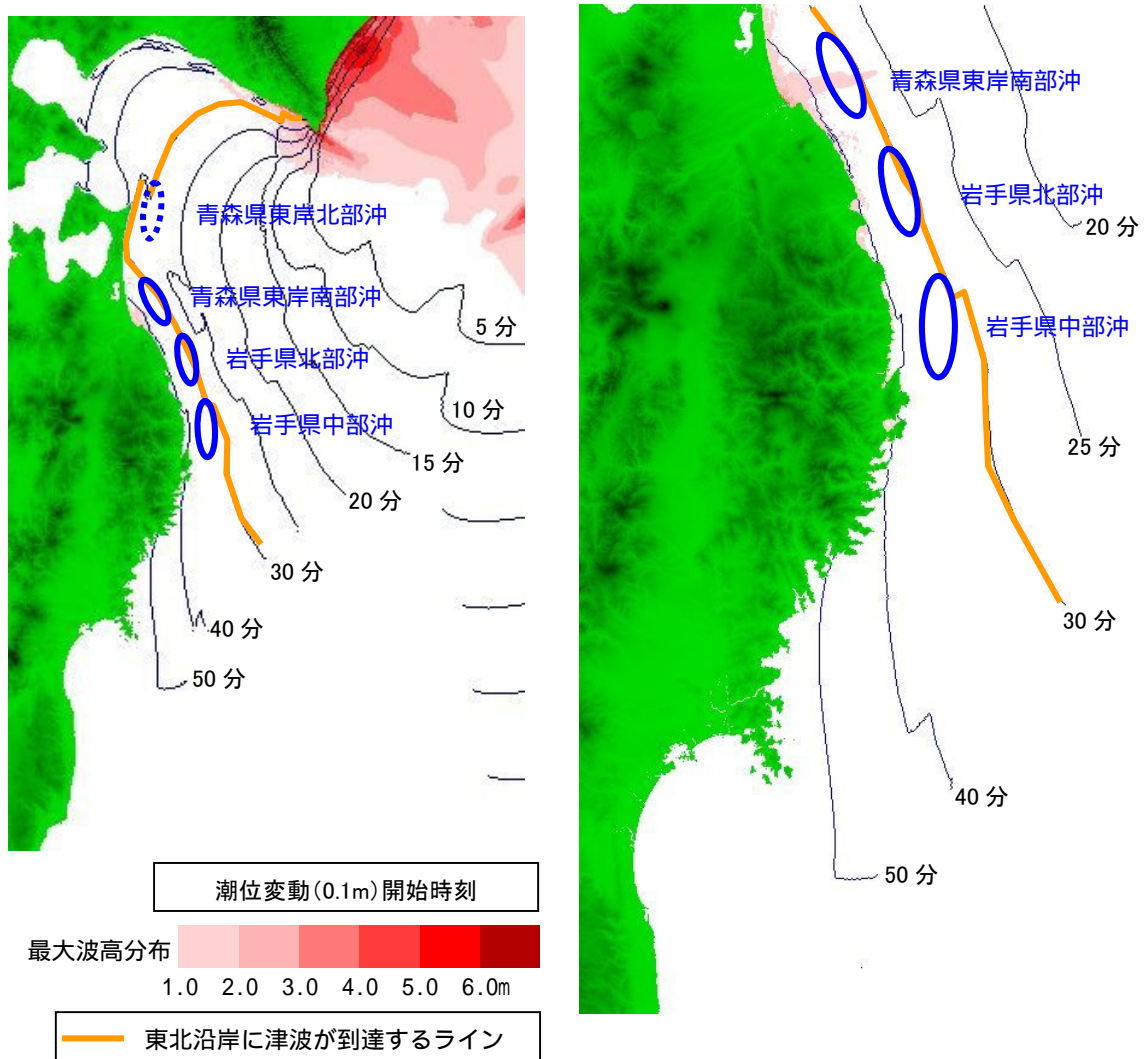 青森県東岸北部沖
青森県東岸南部沖
岩手県北部沖
岩手県中部沖
5 分
10 分
15 分
20 分
30 分
40 分
50 分
青森県東岸南部沖
岩手県北部沖
岩手県中部沖
20 分
25 分
30 分
40 分
50 分
潮位変動(0.1m)開始時刻
最大波高分布
1.0 2.0 3.0 4.0 5.0 6.0m
東北沿岸に津波が到達するライン